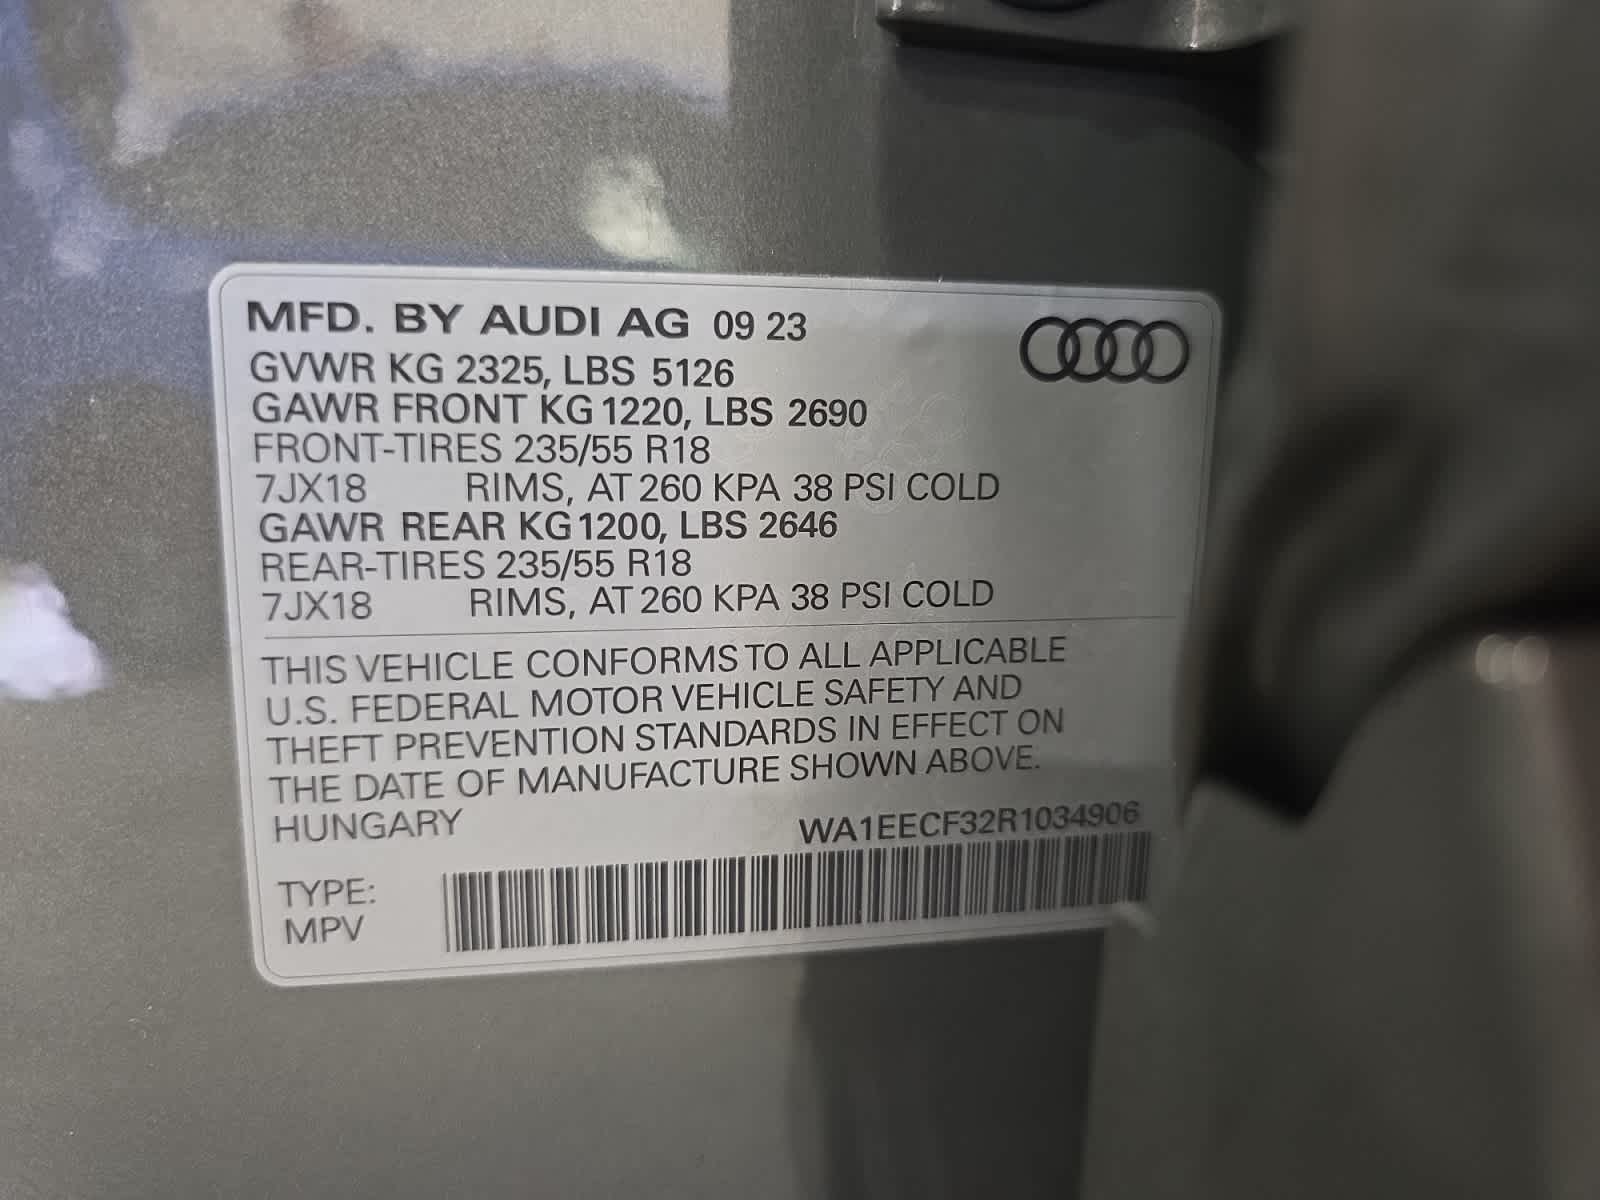 MFD. BY AUDI AG 09 23
GVWR KG 2325, LBS 5126
GAWR FRONT KG 1220, LBS 2690
FRONT-TIRES 235/55 R18
7JX18 RIMS, AT 260 KPA 38 PSI COLD
GAWR REAR KG 1200, LBS 2646
REAR-TIRES 235/55 R18
7JX18 RIMS, AT 260 KPA 38 PSI COLD
THIS VEHICLE CONFORMS TO ALL APPLICABLE
U.S. FEDERAL MOTOR VEHICLE SAFETY AND
THEFT PREVENTION STANDARDS IN EFFECT ON
THE DATE OF MANUFACTURE SHOWN ABOVE.
HUNGARY WA1EECF32R1034906
TYPE:
MPV